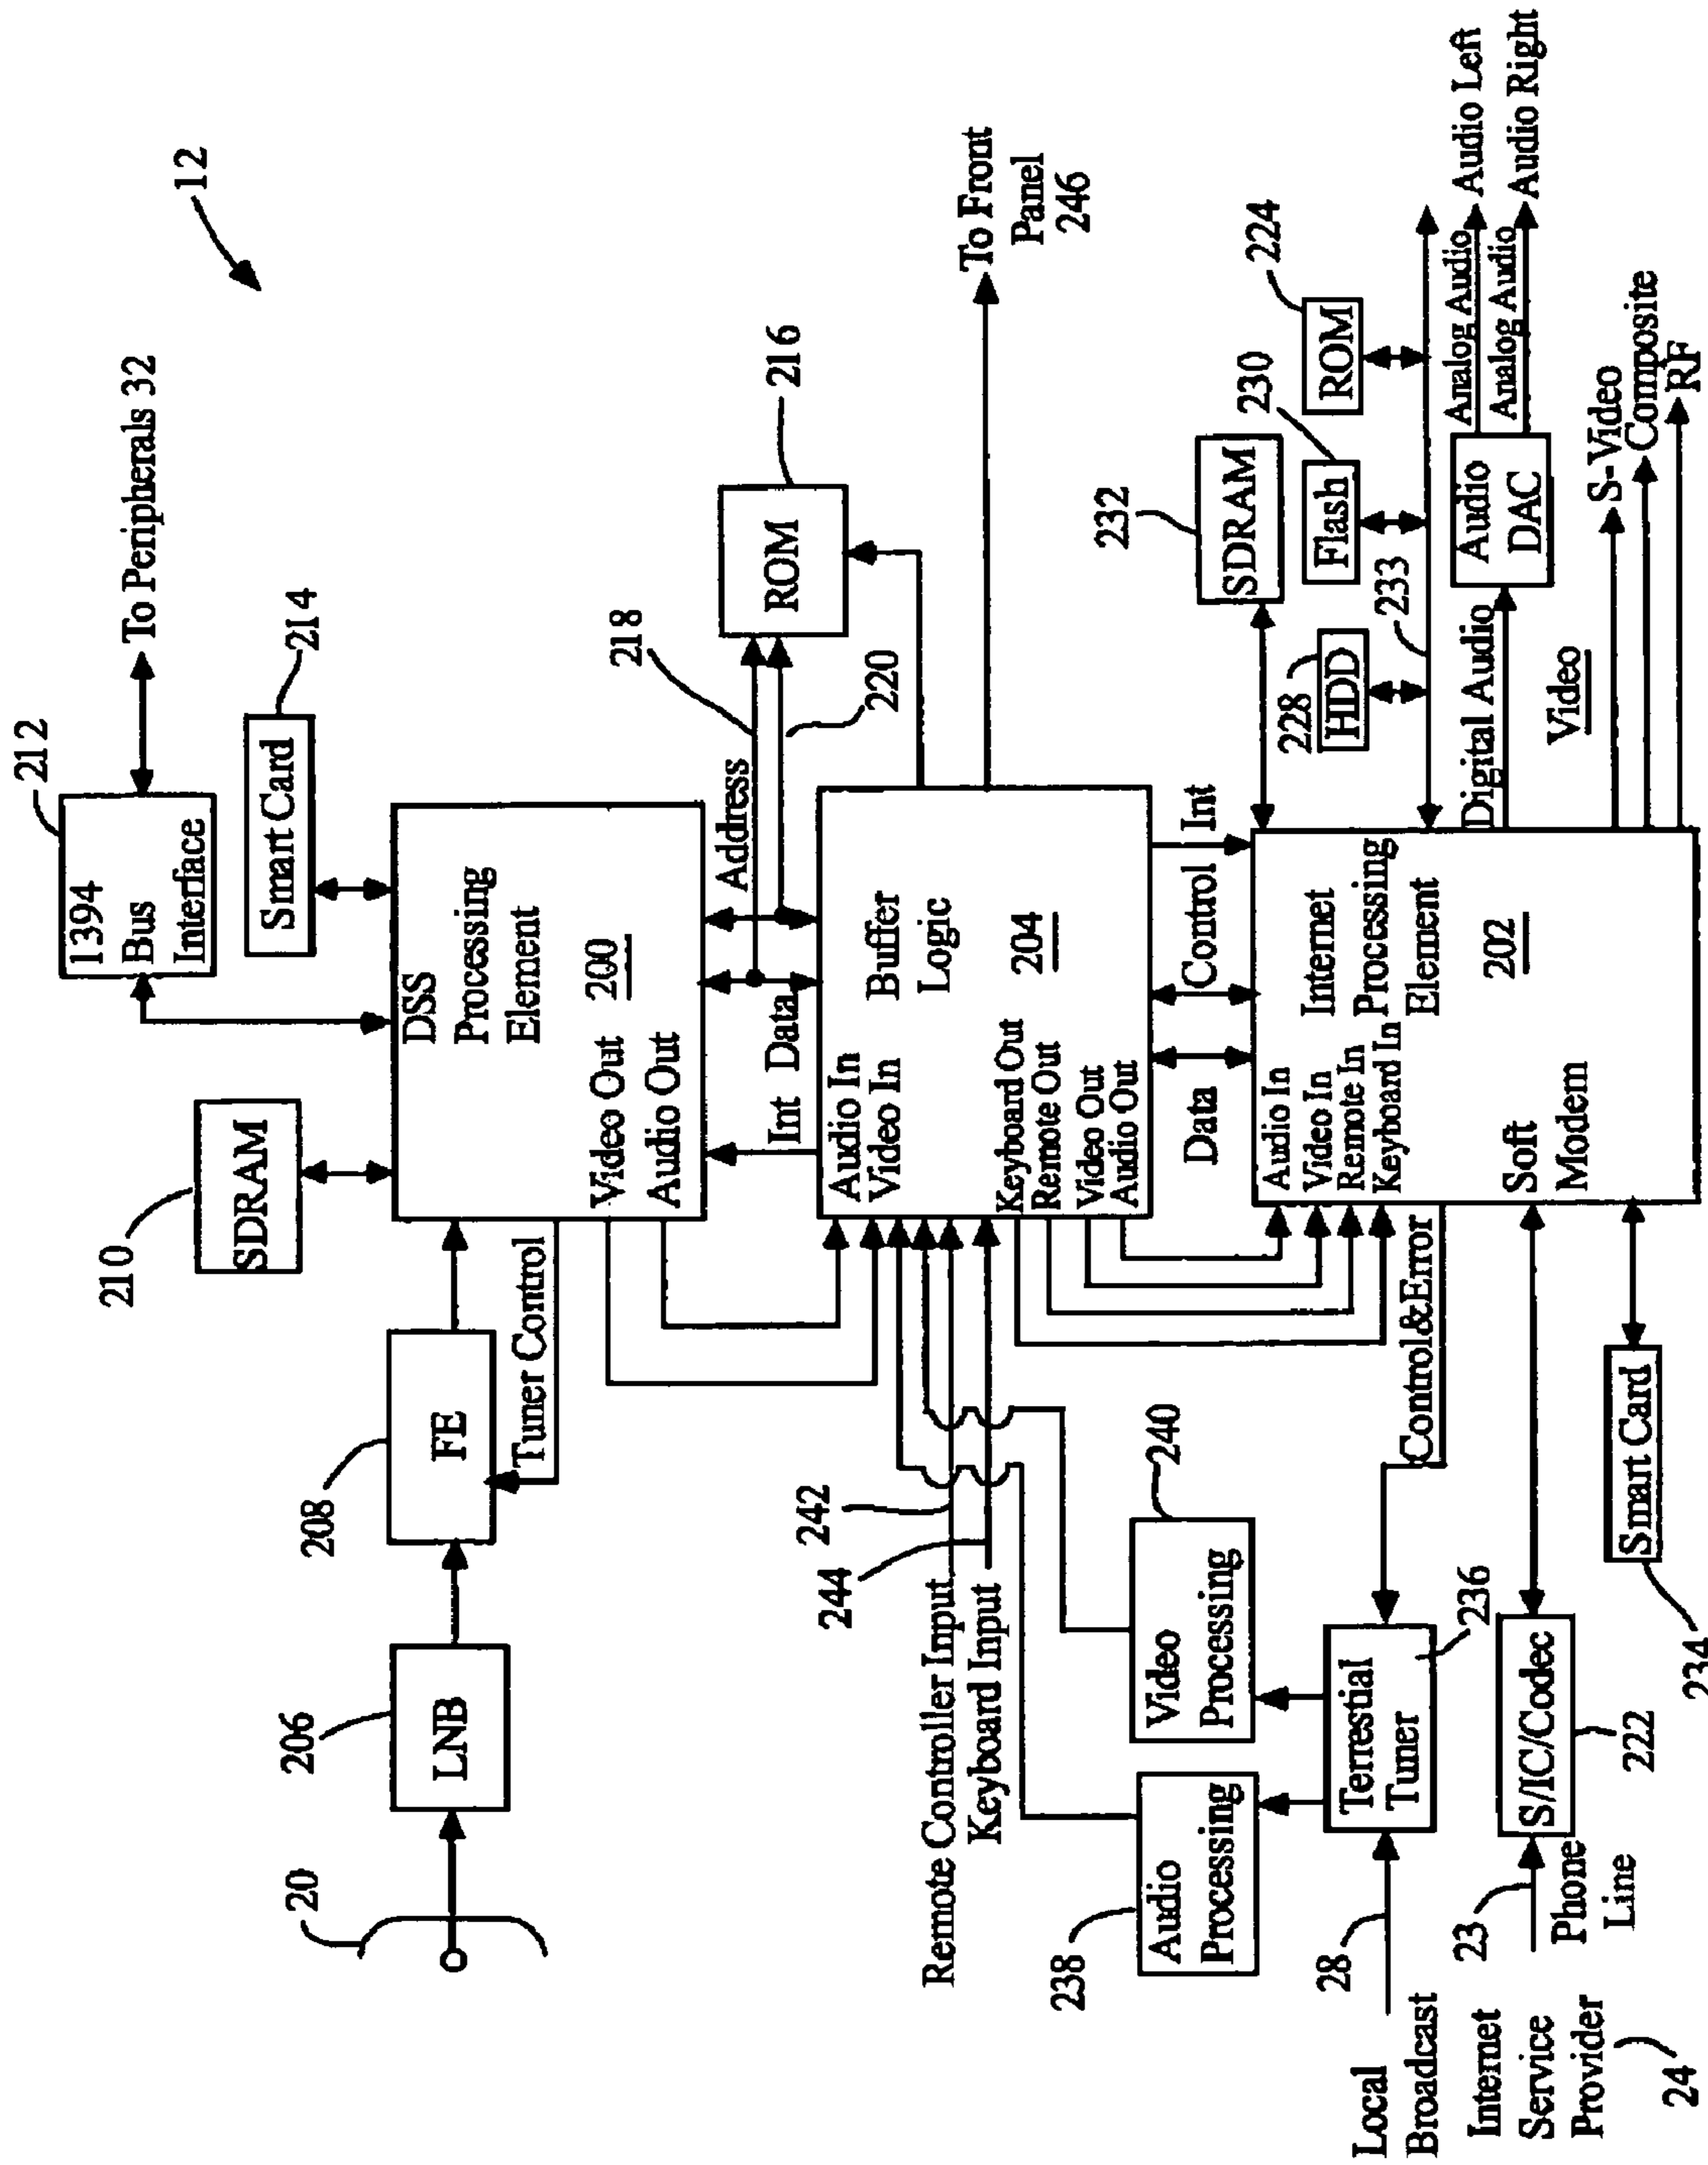 12
212
1394
Bus
Interface
To Peripherals 32
214
Smart Card
210
SDRAM
20
206
LNB
208
FE
Tuner Control
DSS
Processing
Element
200
Video Out
Audio Out
Int
Data
Address
218
220
216
ROM
Audio In
Video In
Buffer
Logic
204
Keyboard Out
Remote Out
Video Out
Audio Out
To Front
Panel
246
242
244
Remote Controller Input
Keyboard Input
Data
Control
Int
232
SDRAM
228
HDD
230
Flash
224
ROM
233
238
Audio
Processing
240
Video
Processing
Audio In
Video In
Remote In
Keyboard In
Internet
Processing
Element
202
Soft
Modem
Control&Error
Digital Audio
Audio
DAC
Analog Audio
Analog Audio
Audio Left
Audio Right
Video
S-Video
Composite
RF
Local
Broadcast
28
Terrestial
Tuner
236
Internet
Service
Provider
24
23
Phone
Line
S/IC/Codec
222
Smart Card
234